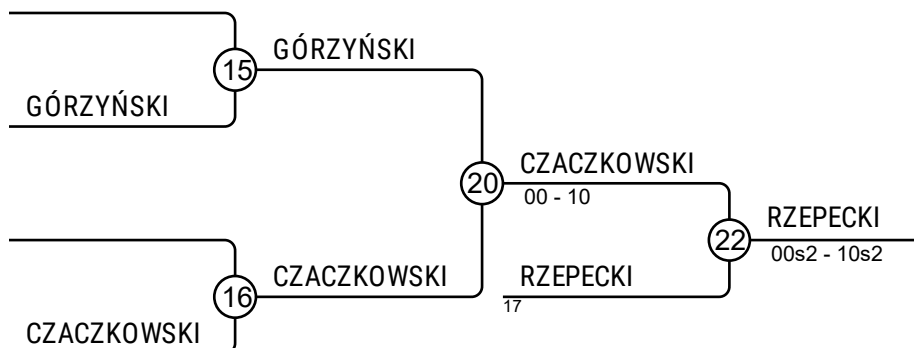 GÓRZYŃSKI
15
GÓRZYŃSKI
CZACZKOWSKI
20
00 - 10
RZEPECKI
22
00s2 - 10s2
CZACZKOWSKI
RZEPECKI
16
17
CZACZKOWSKI